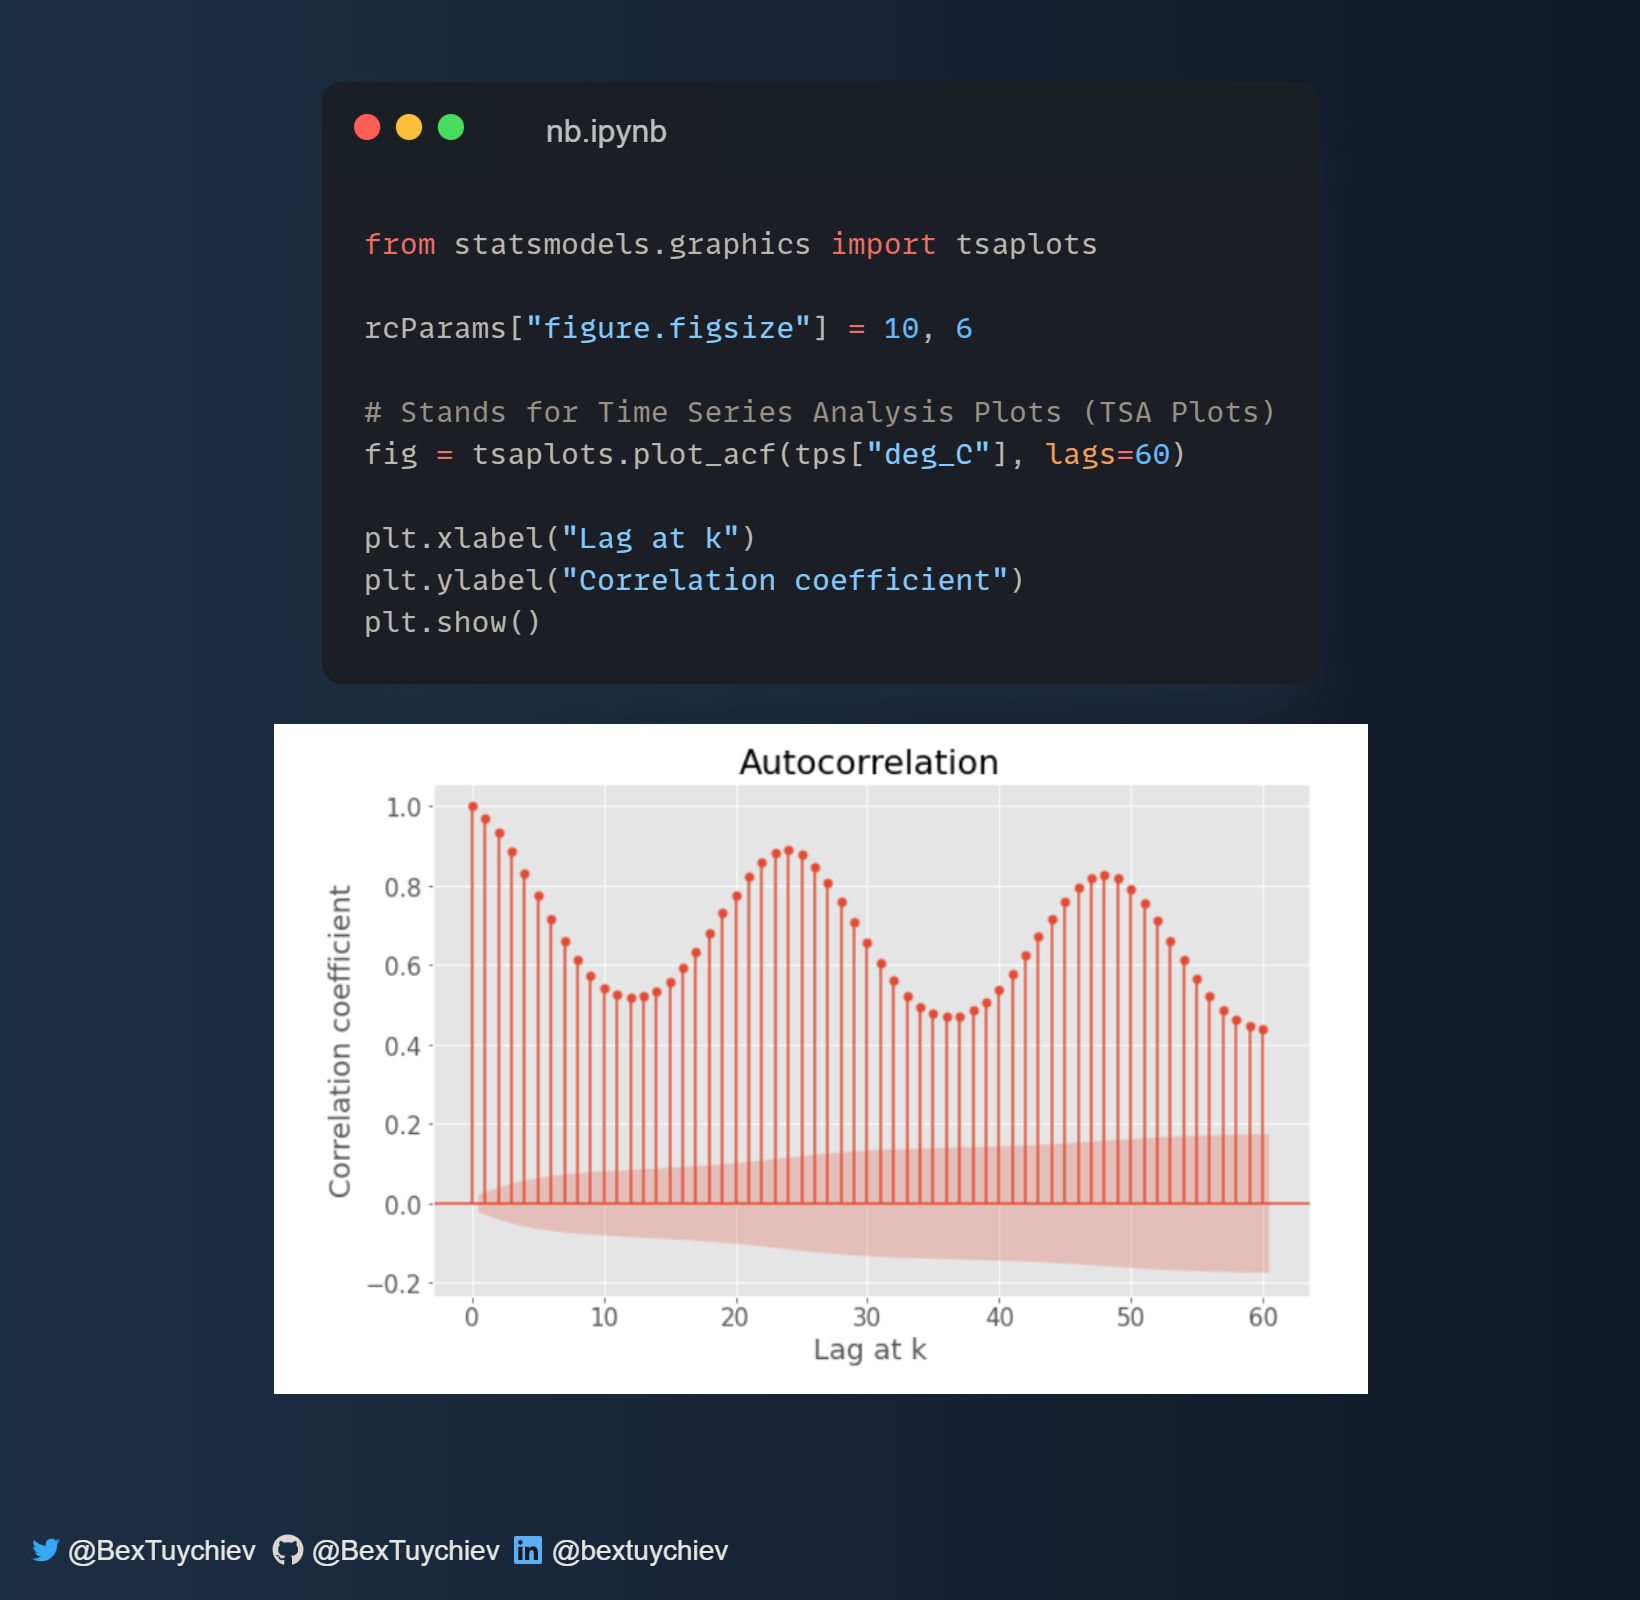 nb.ipynb
from statsmodels.graphics import tsaplots
rcParams["figure.figsize"] = 10, 6
# Stands for Time Series Analysis Plots (TSA Plots)
fig = tsaplots.plot_acf(tps["deg_C"], lags=60)
plt.xlabel("Lag at k")
plt.ylabel("Correlation coefficient")
plt.show()
Autocorrelation
Correlation coefficient
1.0
0.8
0.6
0.4
0.2
0.0
−0.2
0 10 20 30 40 50 60
Lag at k
@BexTuychiev @BexTuychiev in @bextuychiev